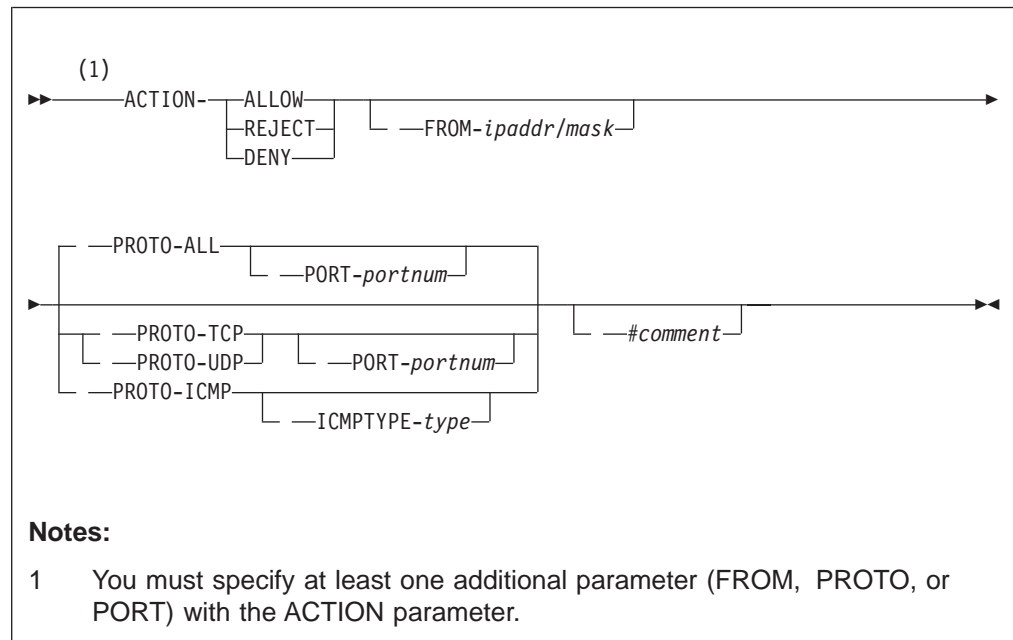 (1)
ACTION- ALLOW
REJECT FROM-ipaddr/mask
DENY
PROTO-ALL
PORT-portnum
PROTO-TCP #comment
PROTO-UDP PORT-portnum
PROTO-ICMP
ICMPTYPE-type
Notes:
1 You must specify at least one additional parameter (FROM, PROTO, or
PORT) with the ACTION parameter.